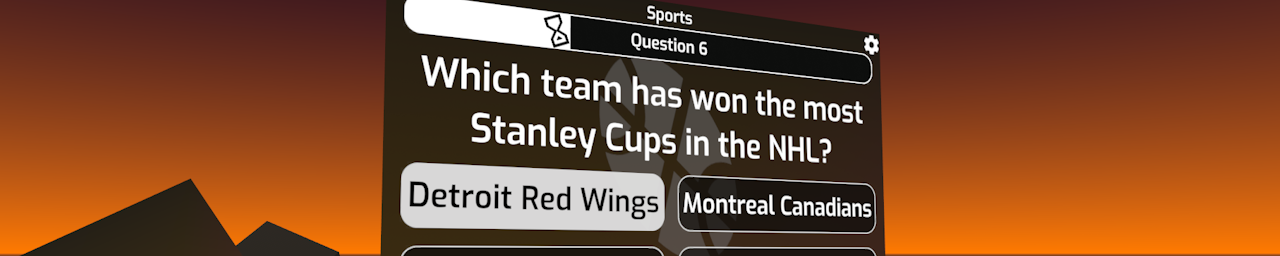 Sports
Question 6
Which team has won the most
Stanley Cups in the NHL?
Detroit Red Wings
Montreal Canadians